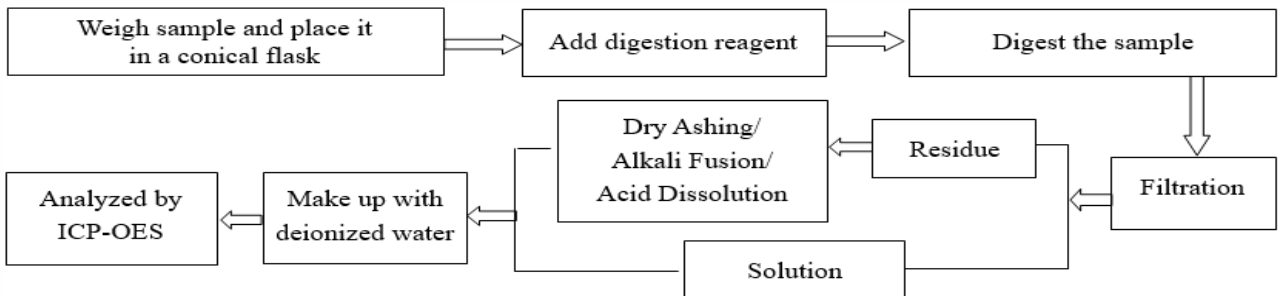 Weigh sample and place it
in a conical flask
Add digestion reagent
Digest the sample
Filtration
Residue
Dry Ashing/
Alkali Fusion/
Acid Dissolution
Solution
Make up with
deionized water
Analyzed by
ICP-OES